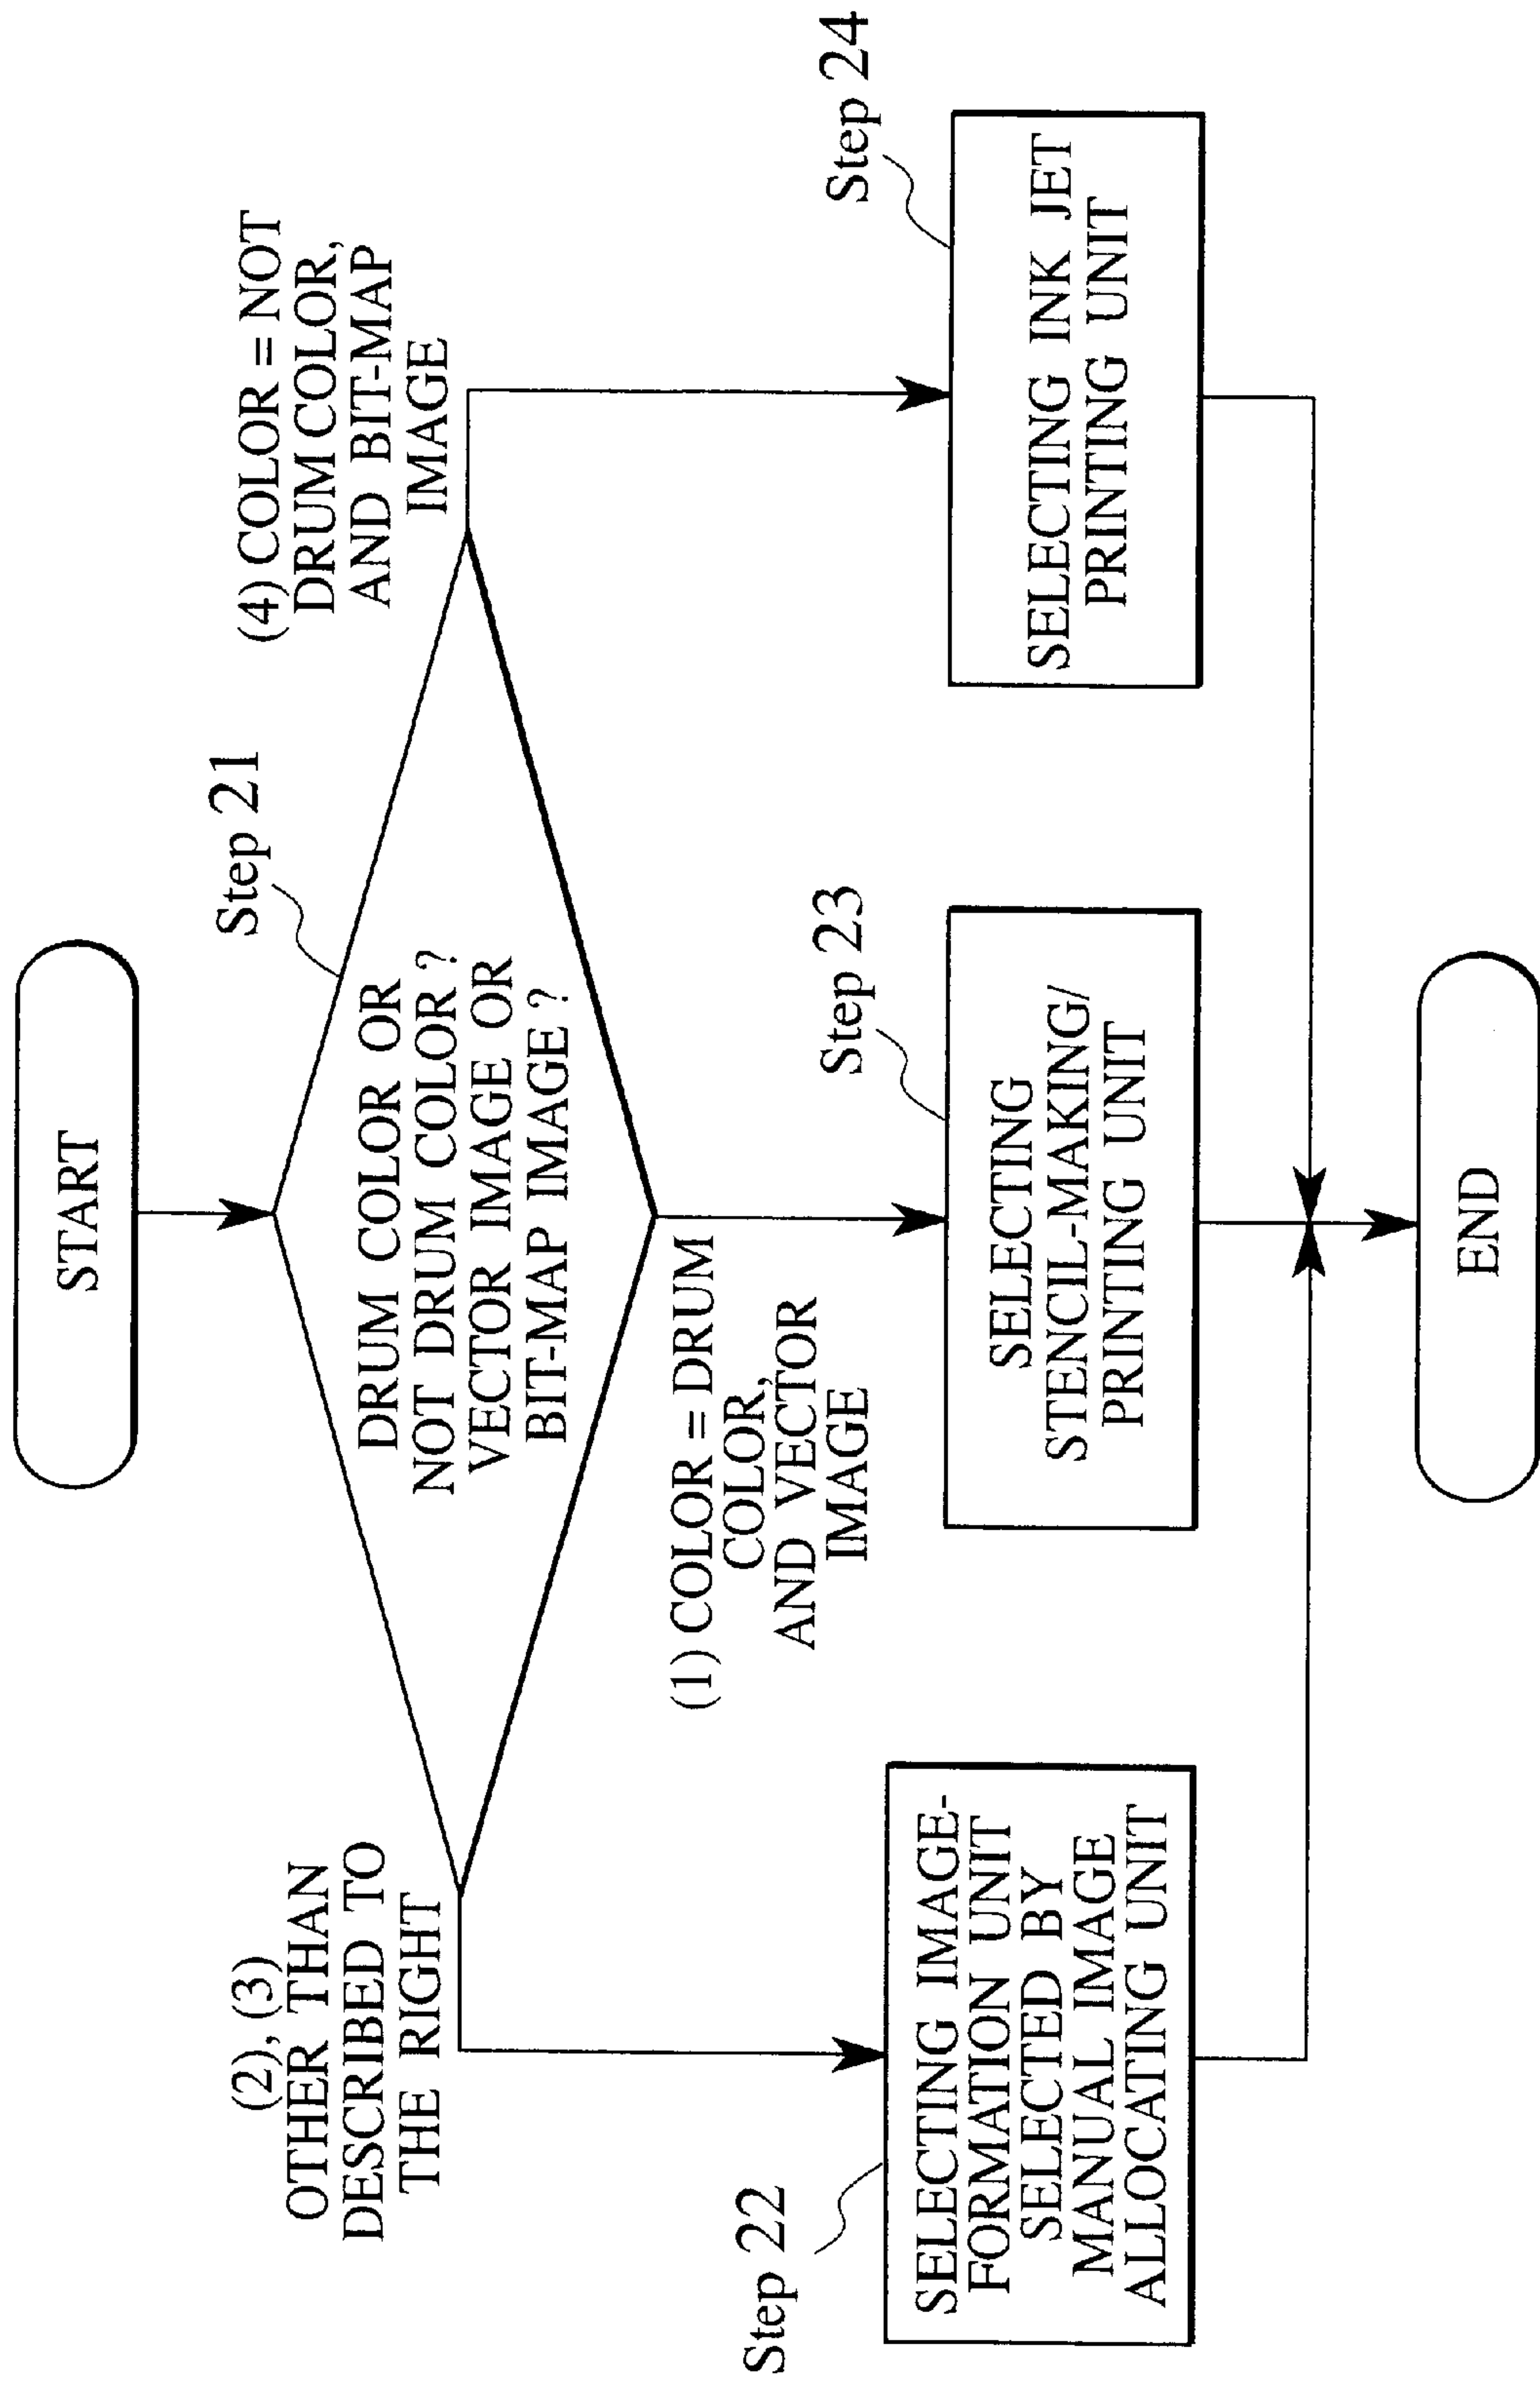 START
Step 21
DRUM COLOR OR
NOT DRUM COLOR ?
VECTOR IMAGE OR
BIT-MAP IMAGE ?
(2), (3)
OTHER THAN
DESCRIBED TO
THE RIGHT
(1) COLOR = DRUM
COLOR,
AND VECTOR
IMAGE
(4) COLOR = NOT
DRUM COLOR,
AND BIT-MAP
IMAGE
Step 22
SELECTING IMAGE-
FORMATION UNIT
SELECTED BY
MANUAL IMAGE
ALLOCATING UNIT
Step 23
SELECTING
STENCIL-MAKING/
PRINTING UNIT
Step 24
SELECTING INK JET
PRINTING UNIT
END